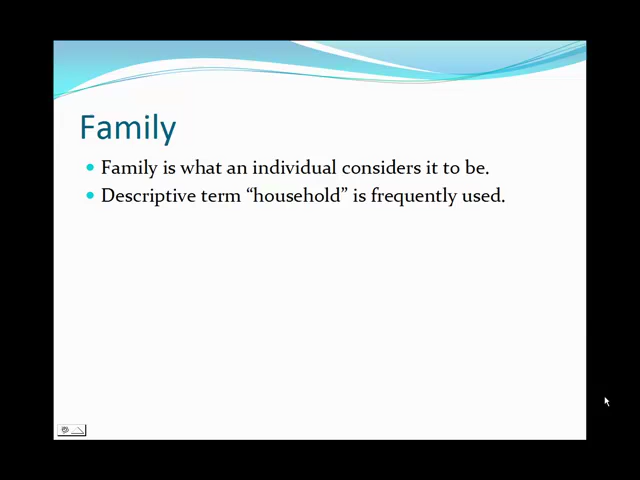 Family
Family is what an individual considers it to be.
Descriptive term “household” is frequently used.